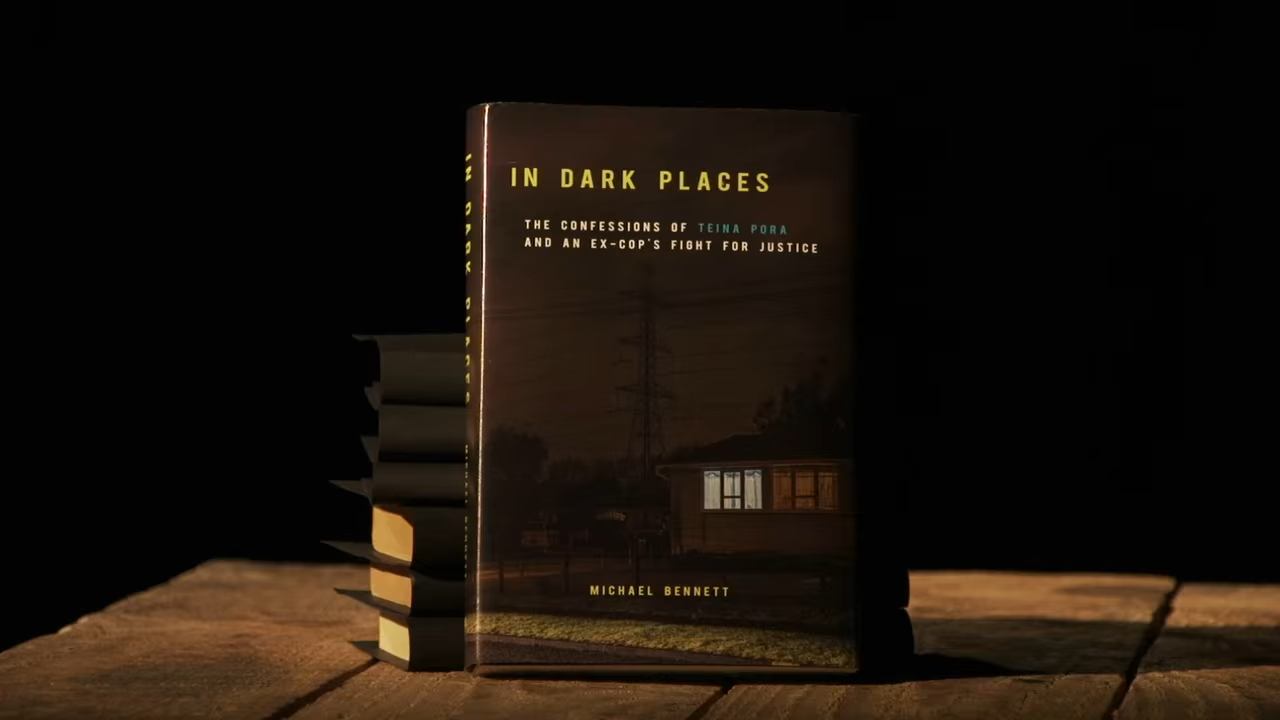 IN DARK PLACES
THE CONFESSIONS OF TEINA PORA
AND AN EX-COP'S FIGHT FOR JUSTICE
MICHAEL BENNETT
IN DARK PLACES